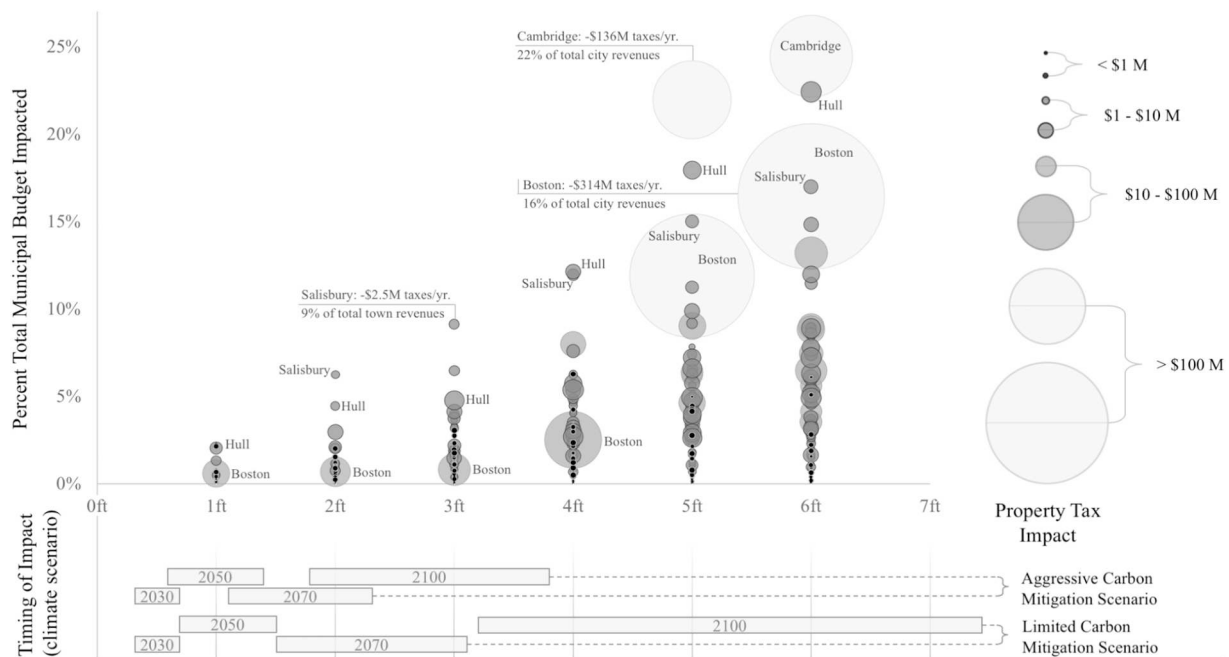 Percent Total Municipal Budget Impacted
25%
20%
15%
10%
5%
0%
0ft
1ft
2ft
3ft
4ft
5ft
6ft
7ft
Cambridge: -$136M taxes/yr.
22% of total city revenues
Cambridge
Hull
Boston
Salisbury
Hull
Boston: -$314M taxes/yr.
16% of total city revenues
Salisbury
Boston
Hull
Salisbury
Boston
Salisbury: -$2.5M taxes/yr.
9% of total town revenues
Hull
Boston
Salisbury
Hull
Boston
Hull
Boston
< $1 M
$1 - $10 M
$10 - $100 M
> $100 M
Property Tax
Impact
Timing of Impact
(climate scenario)
2050
2100
2030
2070
Aggressive Carbon
Mitigation Scenario
2050
2100
2030
2070
Limited Carbon
Mitigation Scenario